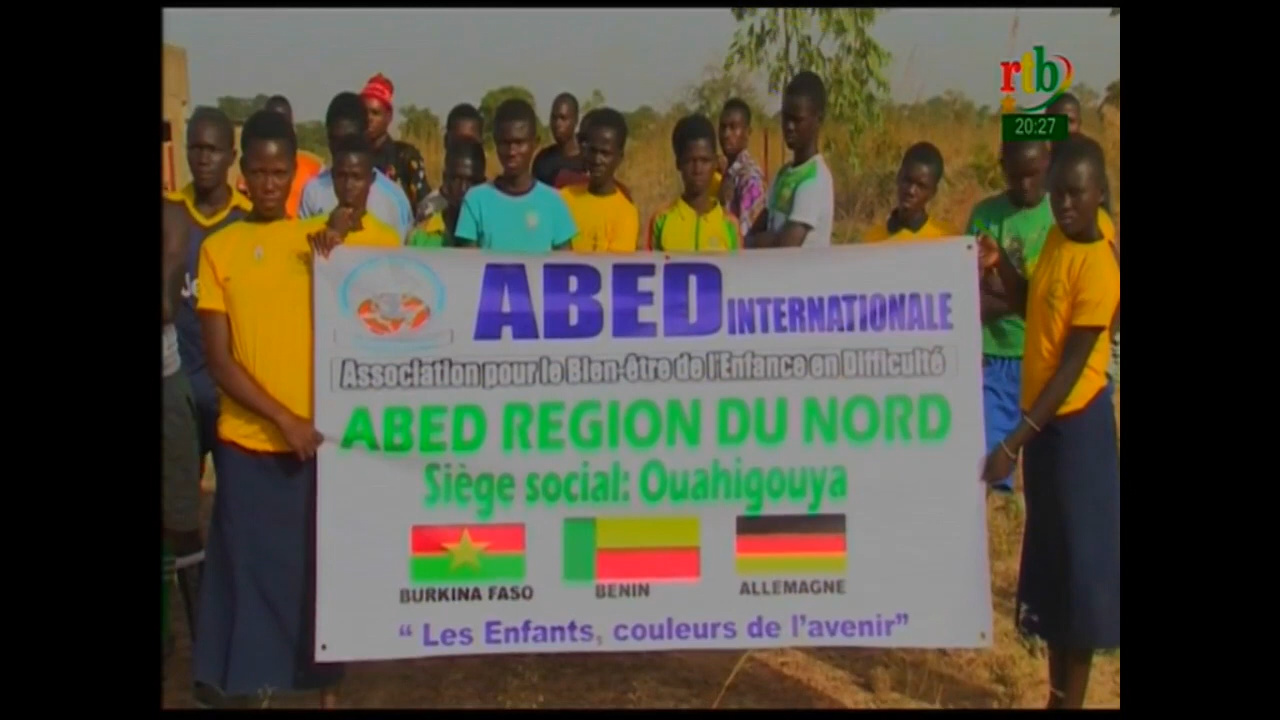 rtb
20:27
ABED INTERNATIONALE
Association pour le Bien-être de l'Enfance en Difficulté
ABED REGION DU NORD
Siège social: Ouahigouya
BURKINA FASO BENIN ALLEMAGNE
“ Les Enfants, couleurs de l'avenir”